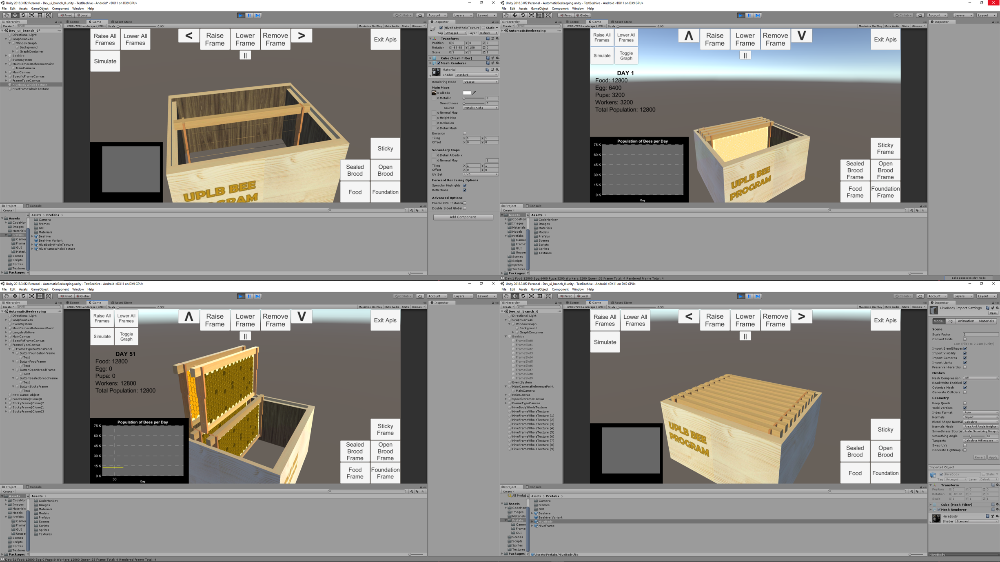 Unity 2018.3.0f2 Personal - Dev_ui_branch_0.unity - TestBeehive - Android* <DX11 on DX9 GPU>
File Edit Assets GameObject Component Window Help
Pivot Local
Collab Account Layers Layout
Hierarchy
Scene Game Asset Store
Create All
1280x720 Landscape (128 Scale 0.93: Maximize On Play Mute Audio Stats Gizmos
Dev_ui_branch_0*
Directional Light
GraphCanvas
WindowGraph
Background
GraphContainer
Beehive
EventSystem
MainCameraReferencePoint
MainCamera
MainCanvas
SpecificFrameCanvas
FrameTypeCanvas
HiveBodyWholeTexture
HiveFrameWholeTexture
Raise All Frames
Lower All Frames
Simulate
<
Raise Frame
Lower Frame
Remove Frame
>
||
Exit Apis
UPLB BEE
PROGRAM
Sticky
Sealed Brood
Open Brood
Food
Foundation
Inspector
HiveBodyWholeTexture Static
Tag Untagged Layer Default
Transform
Position X 0 Y 0 Z 0
Rotation X -89.98 Y 180 Z 0
Scale X 1 Y 1 Z 1
Cube (Mesh Filter)
Mesh Renderer
Material
Shader Standard
Rendering Mode Opaque
Main Maps
Albedo
Metallic 0
Smoothness 0
Source Metallic Alpha
Normal Map
Height Map
Occlusion
Detail Mask
Emission
Tiling X 1 Y 1
Offset X 0 Y 0
Secondary Maps
Detail Albedo x
Normal Map 1
Tiling X 1 Y 1
Offset X 0 Y 0
UV Set UV0
Forward Rendering Options
Specular Highlights
Reflections
Advanced Options
Enable GPU Instancin
Double Sided Global
Add Component
Project Console
Create
Assets > Prefabs >
Assets
CodeMon
Images
Materials
Prefabs
Camer
Frame
GUI
Materi
Scenes
Scripts
Sprites
Textures
Packages
Camera
Frames
GUI
Materials
Beehive
Beehive Variant
HiveBodyWholeTexture
HiveFrameWholeTexture
Unity 2018.3.0f2 Personal - AutomaticBeekeeping.unity - TestBeehive - Android <DX11 on DX9 GPU>
File Edit Assets GameObject Component Window Help
Pivot Global
Collab Account Layers Layout
Hierarchy
Scene Game Asset Store
Inspector
Create All
1280x720 Landscape (128 Scale 0.93: Maximize On Play Mute Audio Stats Gizmos
AutomaticBeekeeping
Raise All Frames
Lower All Frames
Simulate
Toggle Graph
Λ
Raise Frame
Lower Frame
Remove Frame
V
||
Exit Apis
DAY 1
Food: 12800
Egg: 6400
Pupa: 3200
Workers: 3200
Total Population: 12800
Population of Bees per Day
75 K
60 K
45 K
30 K
15 K
0 K
Day
UPLB BEE
PROGRAM
Sticky Frame
Sealed Brood Frame
Open Brood Frame
Food Frame
Foundation Frame
Project Console
Create
Assets >
Assets
CodeMon
Images
Materials
Models
Prefabs
Camer
Frame
GUI
Unused
Scenes
Scripts
Sprites
Textures
Packages
CodeMonkey
Images
Materials
Models
Prefabs
Scenes
Scripts
Sprites
Textures
Day:1 Food:12800 Egg:6400 Pupa:3200 Workers:3200 Queen:33 Frame Total: 4 Rendered Frame Total: 4
Bake paused in play mode
Unity 2018.3.0f2 Personal - AutomaticBeekeeping.unity - TestBeehive - Android <DX11 on DX9 GPU>
File Edit Assets GameObject Component Window Help
Pivot Global
Collab Account Layers Layout
Hierarchy
Scene Game Asset Store
Inspector
Create All
1280x720 Landscape (128 Scale 0.93: Maximize On Play Mute Audio Stats Gizmos
AutomaticBeekeeping
Directional Light
GraphCanvas
EventSystem
MainCameraReferencePoint
LangstrothHive
MainCanvas
SpecificFrameCanvas
FrameTypeCanvas
FrameTypeButtonsPanel
ButtonFoundationFrame
Text
ButtonFoodFrame
Text
ButtonOpenBroodFrame
Text
ButtonSealedBroodFrame
Text
ButtonStickyFrame
Text
New Game Object
FoodFrame(Clone)0
StickyFrame(Clone)2
StickyFrame(Clone)1
StickyFrame(Clone)3
Raise All Frames
Lower All Frames
Simulate
Toggle Graph
Λ
Raise Frame
Lower Frame
Remove Frame
V
||
Exit Apis
DAY 51
Food: 12800
Egg: 0
Pupa: 0
Workers: 12800
Total Population: 12800
Population of Bees per Day
75 K
60 K
45 K
30 K
15 K
0 K
30
Day
Sticky Frame
Sealed Brood Frame
Open Brood Frame
Food Frame
Foundation Frame
Project Console
Create
Assets >
Assets
CodeMon
Images
Materials
Models
Prefabs
Camer
Frame
GUI
Unused
Scenes
Scripts
Sprites
Textures
Packages
CodeMonkey
Images
Materials
Models
Prefabs
Scenes
Scripts
Sprites
Textures
Day:51 Food:12800 Egg:0 Pupa:0 Workers:12800 Queen:33 Frame Total: 4 Rendered Frame Total: 4
Unity 2018.3.0f2 Personal - Dev_ui_branch_0.unity - TestBeehive - Android <DX11 on DX9 GPU>
File Edit Assets GameObject Component Window Help
Pivot Local
Collab Account Layers Layout
Hierarchy
Scene Game Asset Store
Create All
1280x720 Landscape (128 Scale 0.93: Maximize On Play Mute Audio Stats Gizmos
Dev_ui_branch_0
Directional Light
GraphCanvas
WindowGraph
Background
GraphContainer
Beehive
FrameSlot0
FrameSlot1
FrameSlot2
FrameSlot3
FrameSlot4
FrameSlot5
FrameSlot6
FrameSlot7
FrameSlot8
FrameSlot9
EventSystem
MainCameraReferencePoint
MainCamera
MainCanvas
SpecificFrameCanvas
FrameTypeCanvas
HiveBodyWholeTexture
HiveFrameWholeTexture
HiveFrameWholeTexture (1)
HiveFrameWholeTexture (2)
HiveFrameWholeTexture (3)
HiveFrameWholeTexture (4)
HiveFrameWholeTexture (5)
HiveFrameWholeTexture (6)
HiveFrameWholeTexture (7)
HiveFrameWholeTexture (8)
HiveFrameWholeTexture (9)
Raise All Frames
Lower All Frames
Simulate
<
Raise Frame
Lower Frame
Remove Frame
>
||
Exit Apis
UPLB BEE
PROGRAM
Sticky
Sealed Brood
Open Brood
Food
Foundation
Inspector
HiveBody Import Settings
Open
Model Rig Animation Materials
Scene
Scale Factor 1
Convert Units
1cm (File) to 0.01m (Unity)
Import BlendShapes
Import Visibility
Import Cameras
Import Lights
Preserve Hierarchy
Meshes
Mesh Compression Off
Read/Write Enabled
Optimize Mesh
Generate Colliders
Geometry
Keep Quads
Weld Vertices
Index Format Auto
Normals Import
Blend Shape Normal Calculate
Normals Mode Area And Angle Weighte
Smoothness Source Prefer Smoothing Group
Smoothing Angle 60
Tangents Calculate Mikktspace
Swap UVs
Generate Lightmap U
Revert Apply
Imported Object
HiveBody Static
Tag Untagged Layer Default
Transform
Position X 0 Y 0 Z 0
Rotation X -89.98 Y 0 Z 0
Scale X 1 Y 1 Z 1
Cube (Mesh Filter)
Mesh Renderer
HiveBody
Shader Standard
HiveBody
Project Console
Create
All Prefat
Assets > Prefabs >
Assets
CodeMon
Images
Materials
Prefabs
Camer
Frames
GUI
Scenes
Scripts
Sprites
Textures
Packages
Camera
Frames
GUI
Beehive
Beehive Variant
HiveBody
HiveFrame
Assets/Prefabs/HiveBody.fbx